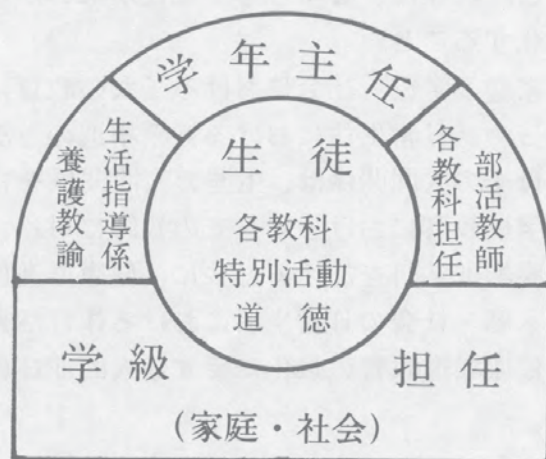 学年主任
生活指導係
養護教諭
生徒
各教科
特別活動
道徳
部活教師
各教科担任
学級担任
(家庭・社会)